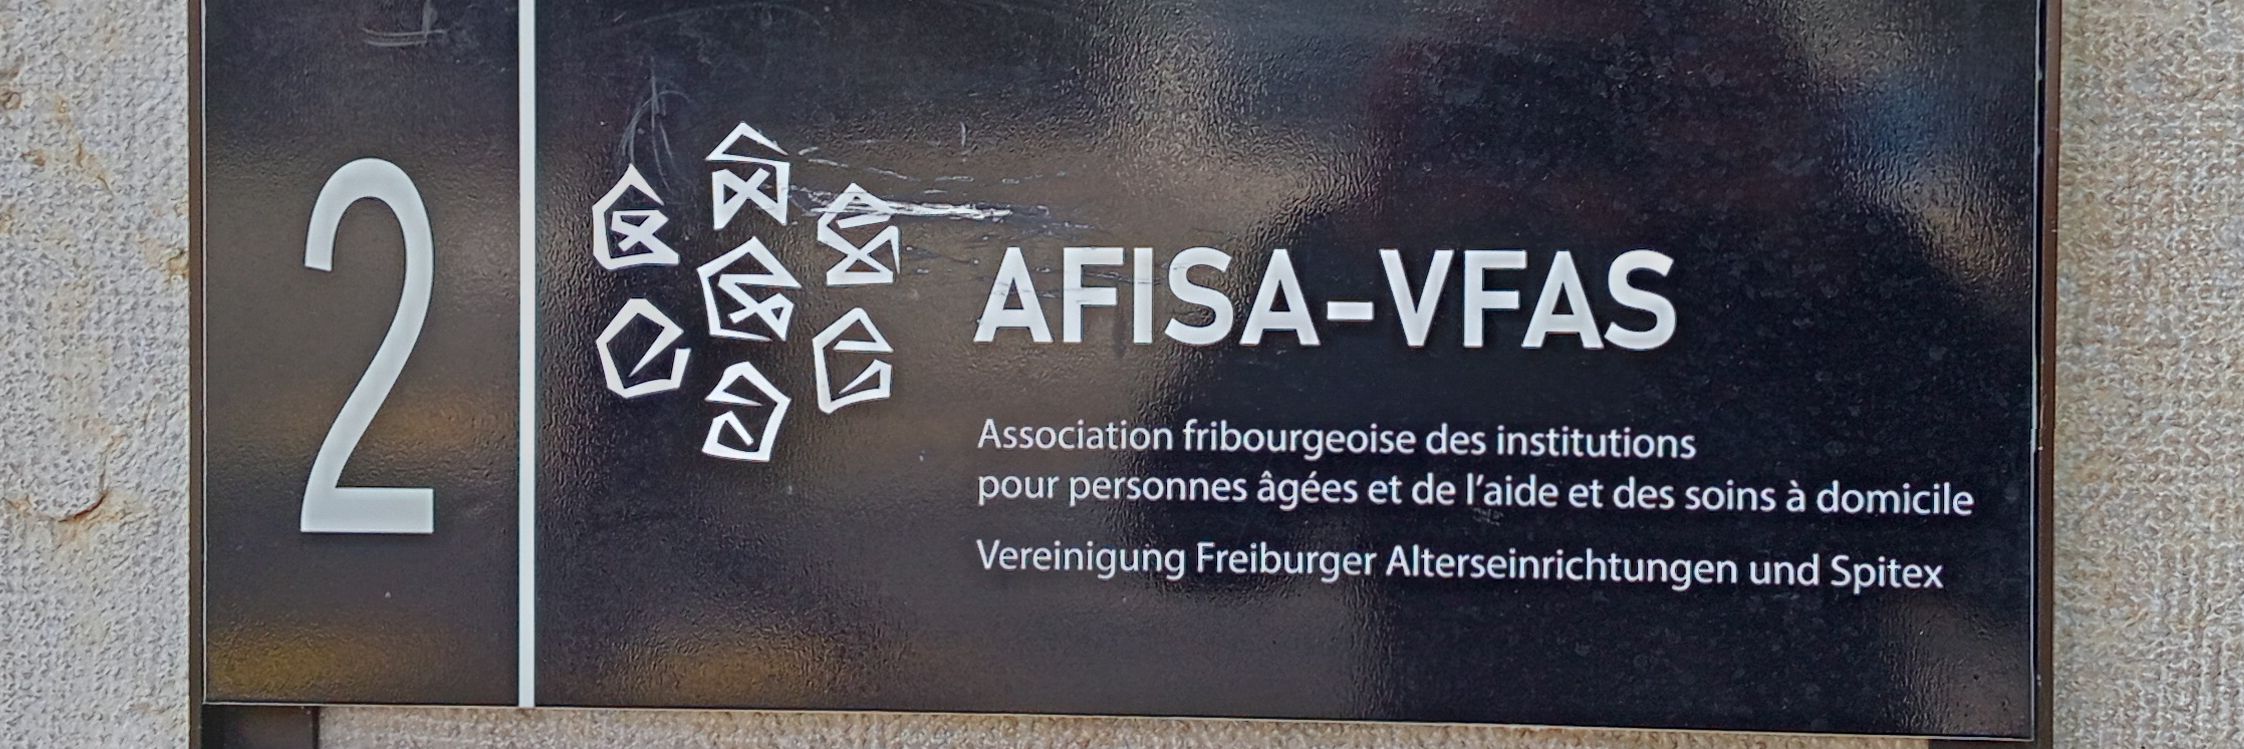 2
AFISA-VFAS
Association fribourgeoise des institutions
pour personnes âgées et de l'aide et des soins à domicile
Vereinigung Freiburger Alterseinrichtungen und Spitex